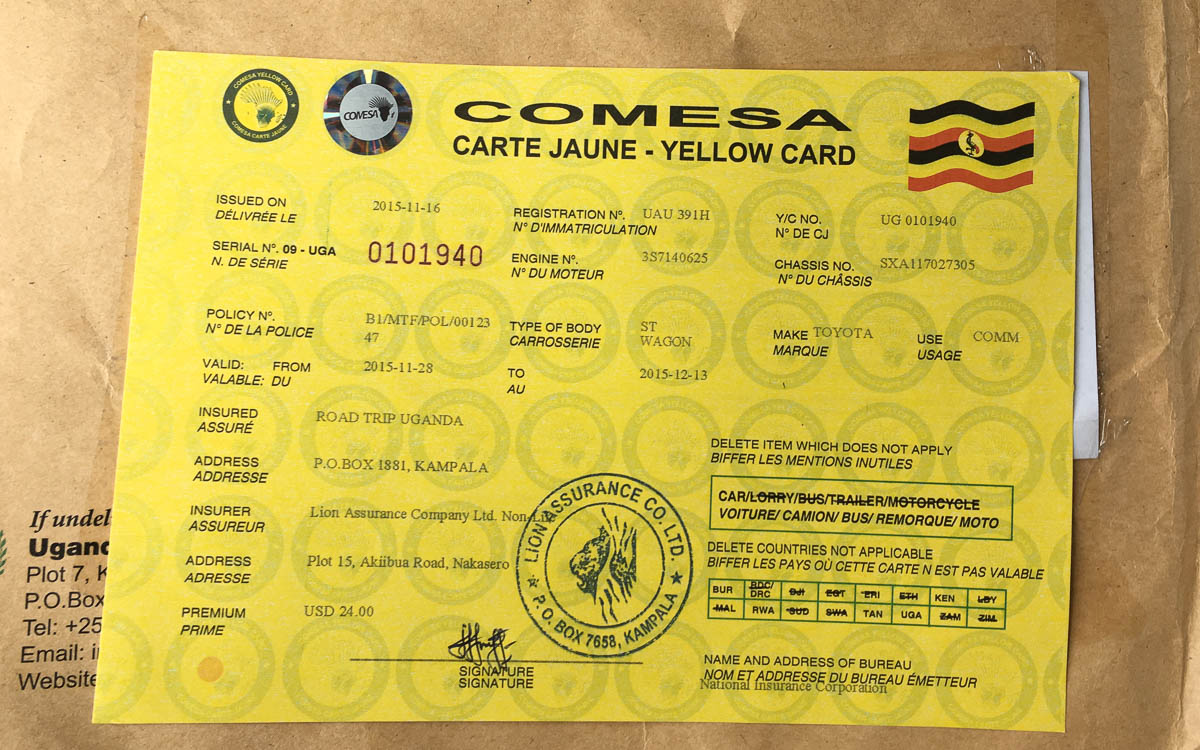 COMESA YELLOW CARD
COMESA CARTE JAUNE
COMESA
COMESA
CARTE JAUNE - YELLOW CARD
ISSUED ON 2015-11-16
DÉLIVRÉE LE
REGISTRATION Nº. UAU 391H
N° D'IMMATRICULATION
Y/C NO. UG 0101940
N° DE CJ
SERIAL Nº. 09 - UGA 0101940
N. DE SÉRIE
ENGINE Nº. 3S7140625
N° DU MOTEUR
CHASSIS NO. SXA117027305
N° DU CHÂSSIS
POLICY Nº. B1/MTF/POL/00123
N° DE LA POLICE 47
TYPE OF BODY ST
CARROSSERIE WAGON
MAKE TOYOTA
MARQUE
USE COMM
USAGE
VALID: FROM 2015-11-28
VALABLE: DU
TO 2015-12-13
AU
INSURED ROAD TRIP UGANDA
ASSURÉ
ADDRESS P.O.BOX 1881, KAMPALA
ADDRESSE
INSURER Lion Assurance Company Ltd. Non-
ASSUREUR
ADDRESS Plot 15, Akiibua Road, Nakasero
ADRESSE
PREMIUM USD 24.00
PRIME
LION ASSURANCE CO. LTD.
P.O. BOX 7658, KAMPALA
SIGNATURE
SIGNATURE
DELETE ITEM WHICH DOES NOT APPLY
BIFFER LES MENTIONS INUTILES
CAR/LORRY/BUS/TRAILER/MOTORCYCLE
VOITURE/ CAMION/ BUS/ REMORQUE/ MOTO
DELETE COUNTRIES NOT APPLICABLE
BIFFER LES PAYS OÙ CETTE CARTE N EST PAS VALABLE
BUR RDC/DRC DJI EGT ERI ETH KEN LBY
MAL RWA SUD SWA TAN UGA ZAM ZIM
NAME AND ADDRESS OF BUREAU
NOM ET ADRESSE DU BUREAU ÉMETTEUR
National Insurance Corporation
If undel
Ugand
Plot 7, K
P.O.Box
Tel: +25
Email: i
Website